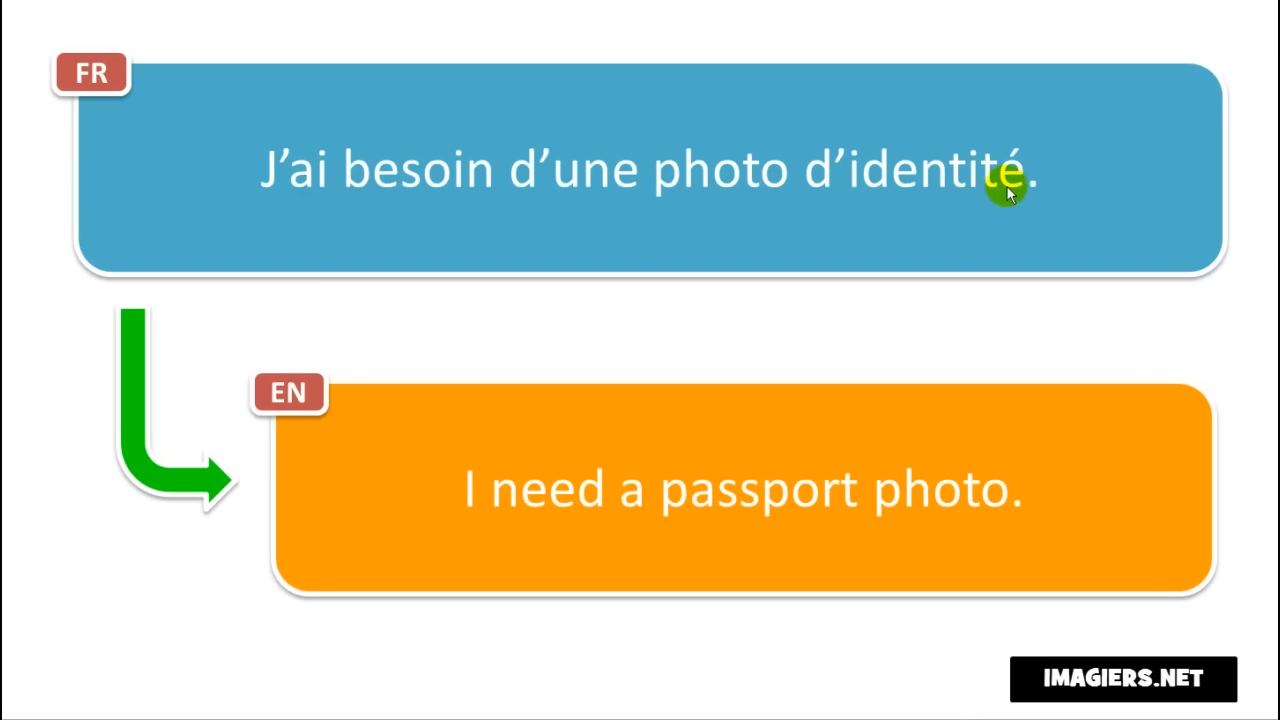 FR
J’ai besoin d’une photo d’identité.
EN
I need a passport photo.
IMAGIERS.NET